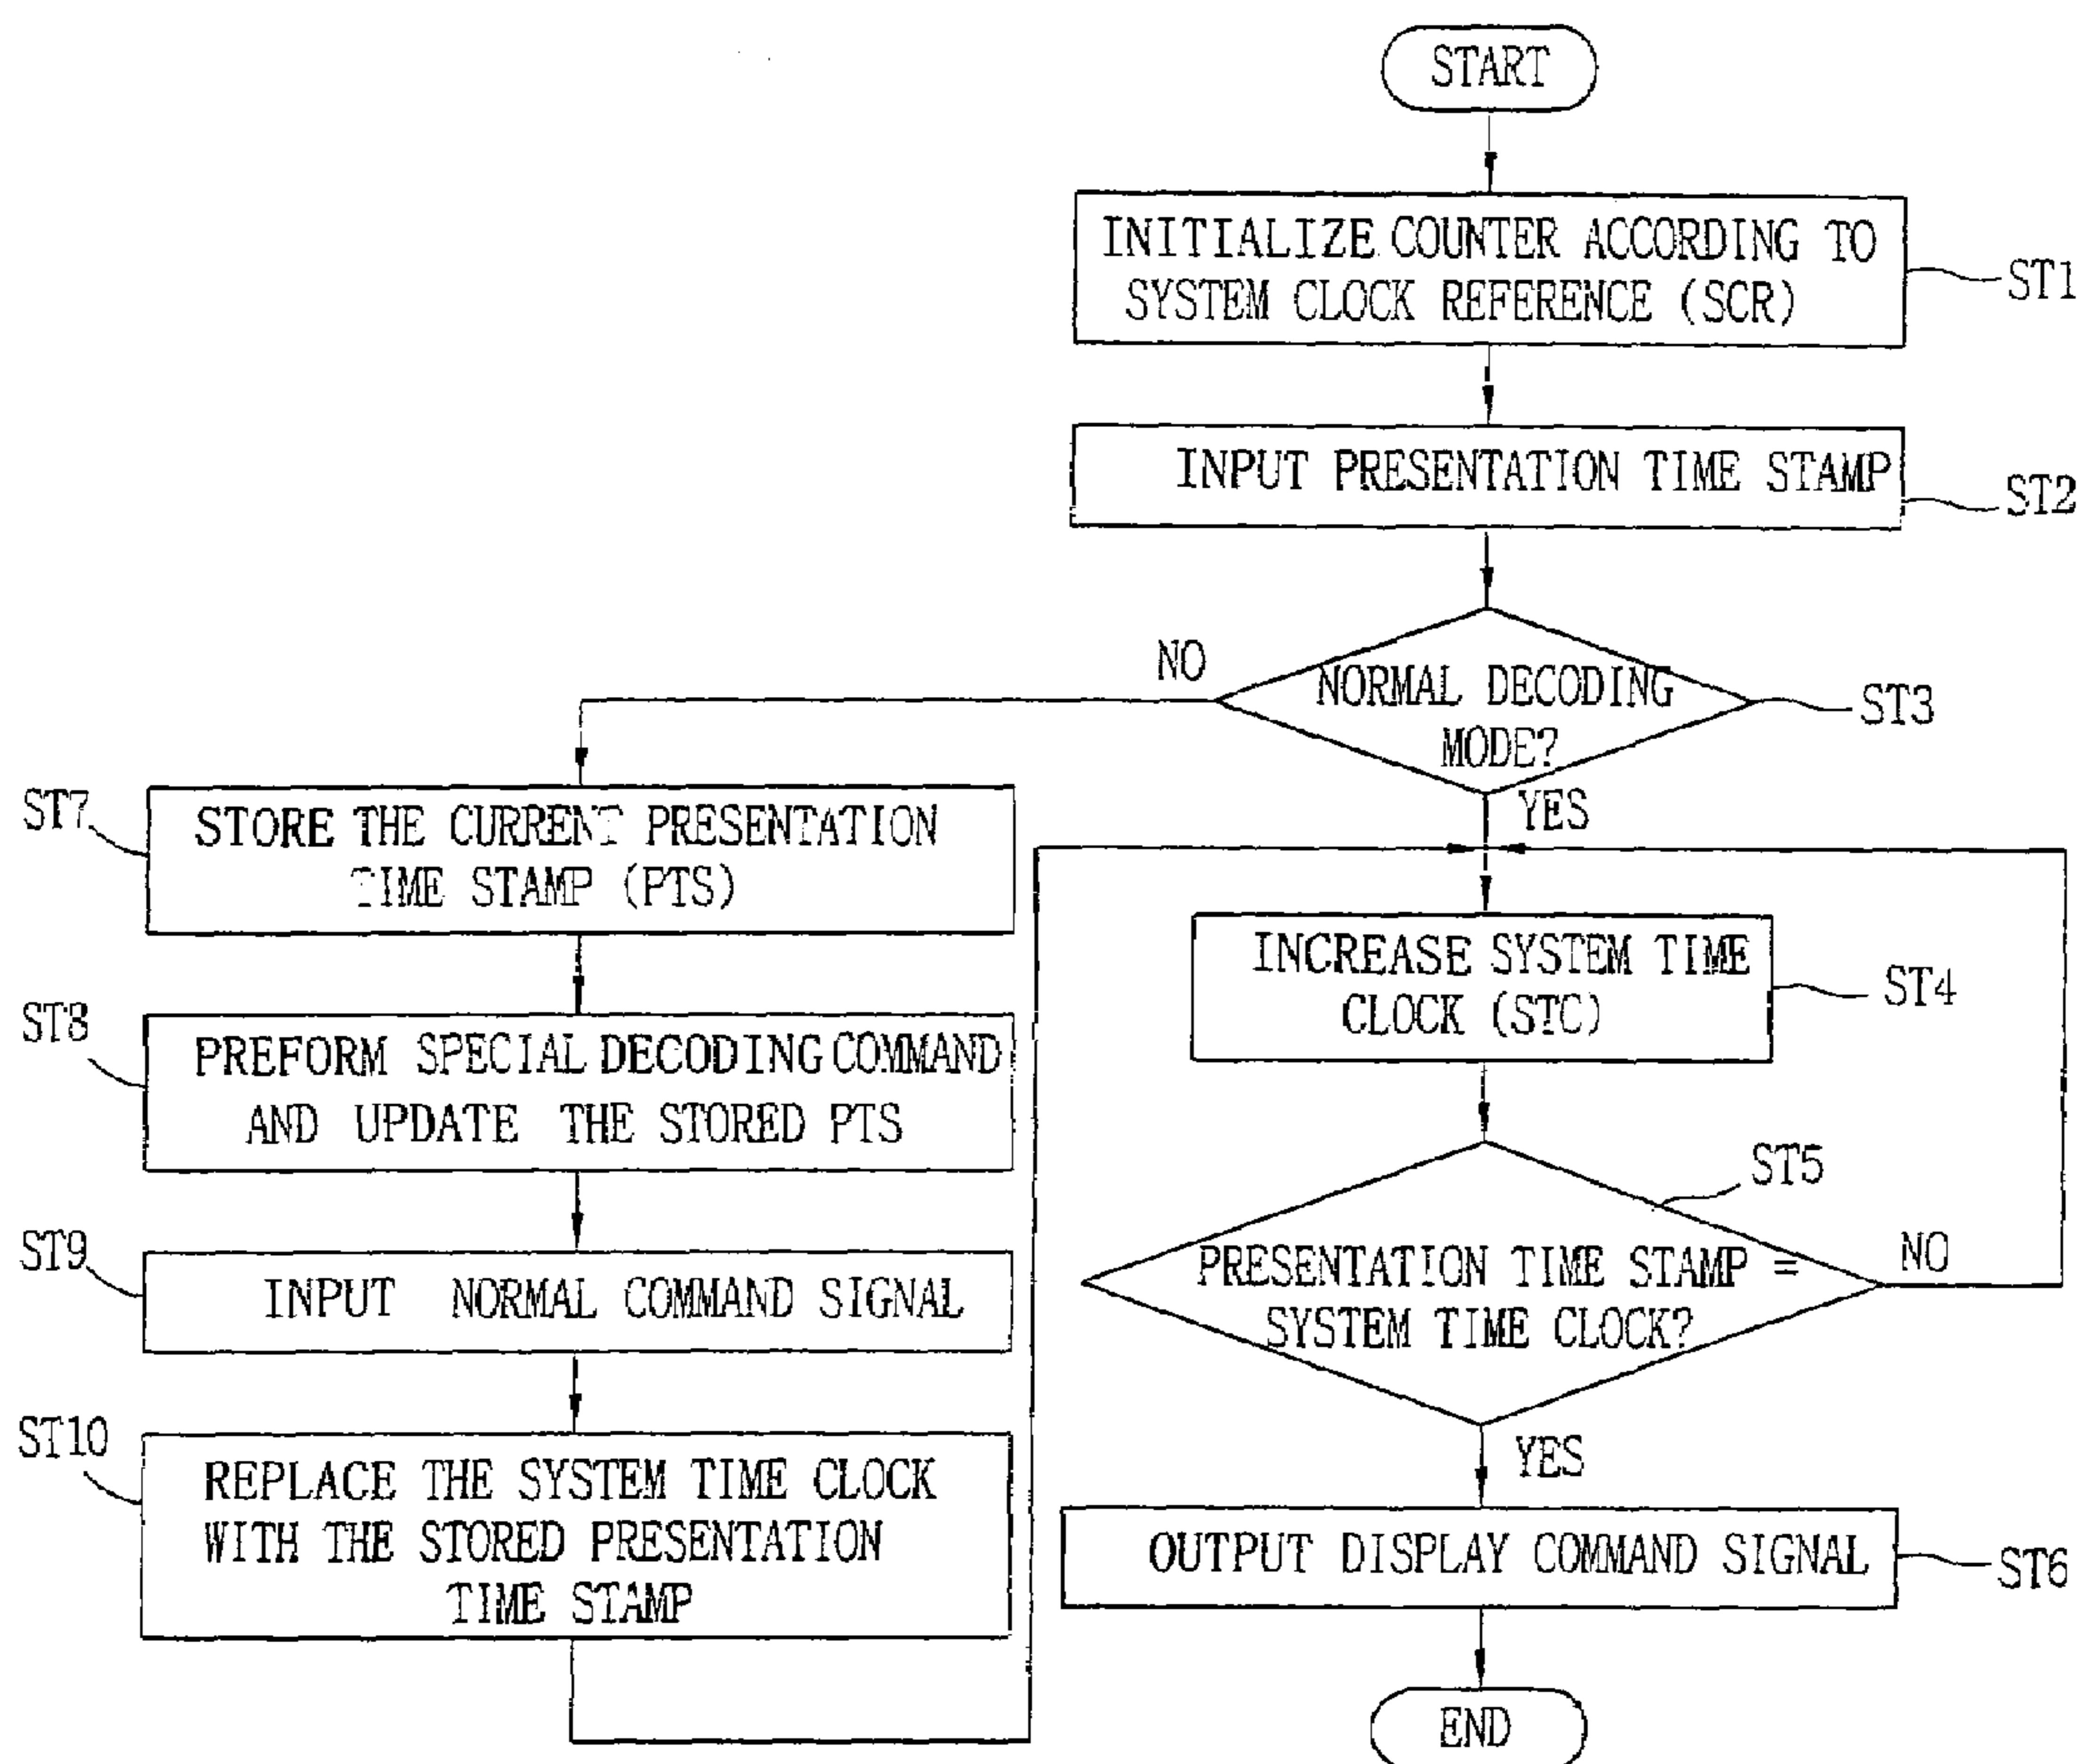 START
INITIALIZE COUNTER ACCORDING TO
SYSTEM CLOCK REFERENCE (SCR)
ST1
INPUT PRESENTATION TIME STAMP
ST2
NORMAL DECODING
MODE?
ST3
NO
YES
STORE THE CURRENT PRESENTATION
TIME STAMP (PTS)
ST7
PREFORM SPECIAL DECODING COMMAND
AND UPDATE THE STORED PTS
ST8
INPUT NORMAL COMMAND SIGNAL
ST9
REPLACE THE SYSTEM TIME CLOCK
WITH THE STORED PRESENTATION
TIME STAMP
ST10
INCREASE SYSTEM TIME
CLOCK (STC)
ST4
PRESENTATION TIME STAMP =
SYSTEM TIME CLOCK?
ST5
NO
YES
OUTPUT DISPLAY COMMAND SIGNAL
ST6
END